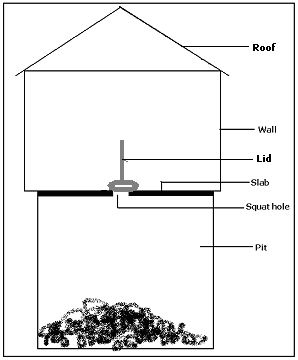 Roof
Wall
Lid
Slab
Squat hole
Pit